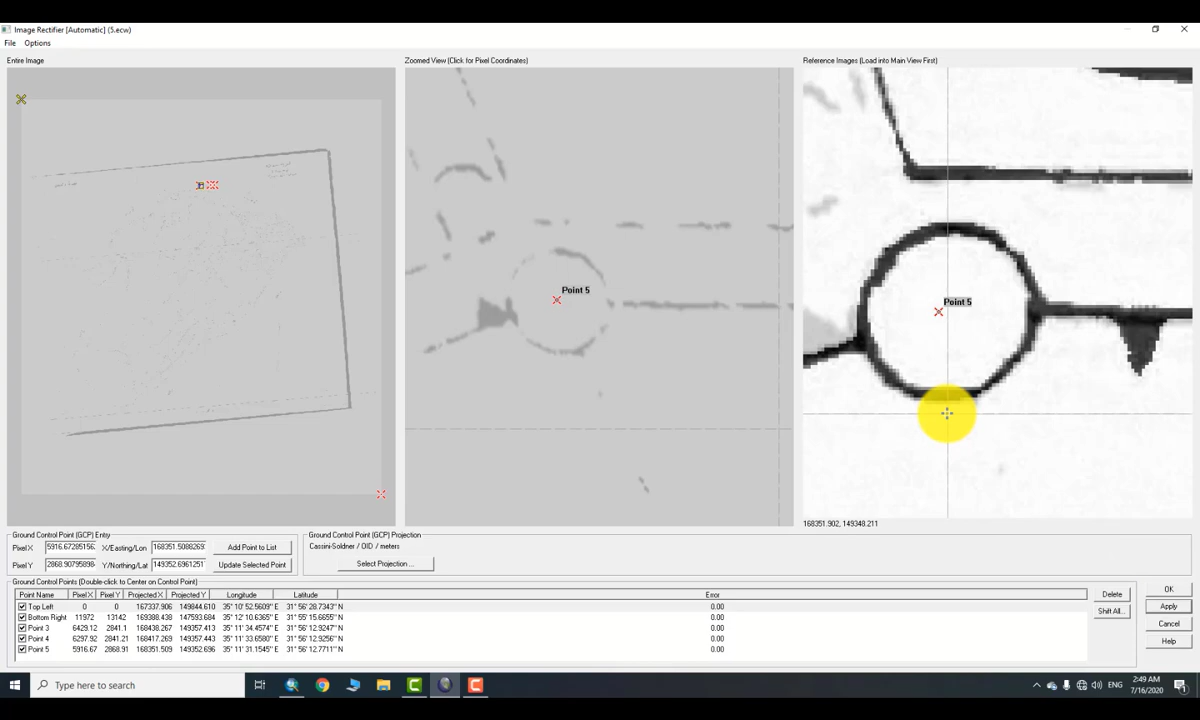 Image Rectifier [Automatic] (5.ecw)
File Options
Entire Image
Zoomed View (Click for Pixel Coordinates)
Reference Images (Load into Main View First)
Point 5
Point 5
168351.902, 149348.211
Ground Control Point (GCP) Entry
Pixel X 5916.6728515625 X/Easting/Lon 168351.5088269 Add Point to List
Pixel Y 2868.90795898 Y/Northing/Lat 149352.6961251 Update Selected Point
Ground Control Point (GCP) Projection
Cassini-Soldner / OID / meters
Select Projection ...
Ground Control Points (Double-click to Center on Control Point)
Point Name Pixel X Pixel Y Projected X Projected Y Longitude Latitude Error
Top Left 0 0 167337.906 149844.610 35° 10' 52.5609" E 31° 56' 28.7343" N 0.00
Bottom Right 11972 13142 169388.438 147593.684 35° 12' 10.6365" E 31° 55' 15.6655" N 0.00
Point 3 6429.12 2841.1 168438.267 149357.413 35° 11' 34.4574" E 31° 56' 12.9247" N 0.00
Point 4 6297.92 2841.21 168417.269 149357.443 35° 11' 33.6580" E 31° 56' 12.9256" N 0.00
Point 5 5916.67 2868.91 168351.509 149352.696 35° 11' 31.1545" E 31° 56' 12.7711" N 0.00
Delete
Shift All...
OK
Apply
Cancel
Help
Type here to search
ENG
2:49 AM
7/16/2020